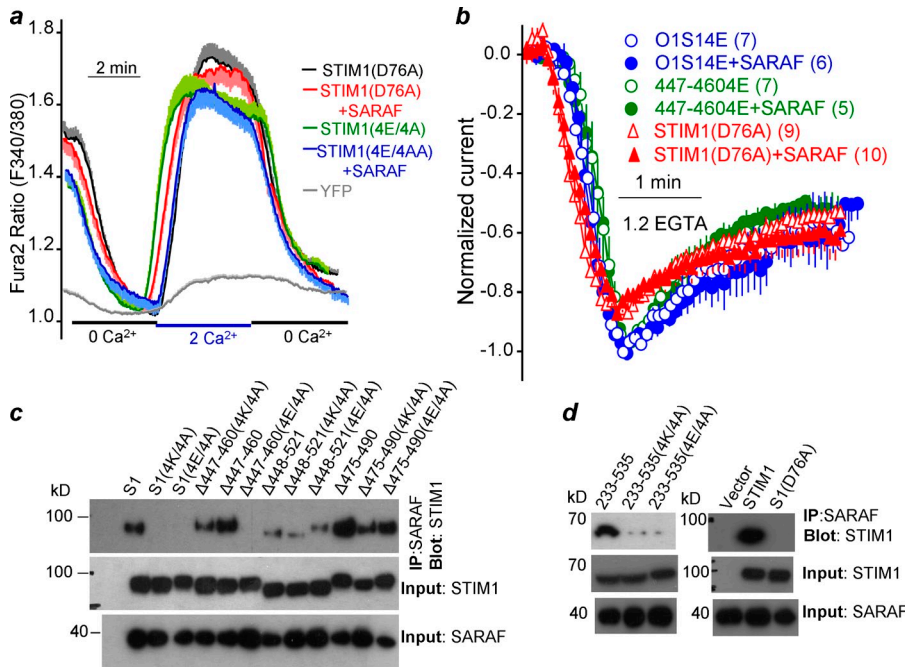 a
Fura2 Ratio (F340/380)
1.8
1.6
1.4
1.2
1.0
2 min
STIM1(D76A)
STIM1(D76A)
+SARAF
STIM1(4E/4A)
STIM1(4E/4AA)
+SARAF
YFP
0 Ca²⁺
2 Ca²⁺
0 Ca²⁺
b
Normalized current
0.0
-0.2
-0.4
-0.6
-0.8
-1.0
O1S14E (7)
O1S14E+SARAF (6)
447-4604E (7)
447-4604E+SARAF (5)
STIM1(D76A) (9)
STIM1(D76A)+SARAF (10)
1 min
1.2 EGTA
c
S1
S1(4K/4A)
S1(4E/4A)
Δ447-460(4K/4A)
Δ447-460
Δ447-460(4E/4A)
Δ448-521
Δ448-521(4K/4A)
Δ448-521(4E/4A)
Δ475-490
Δ475-490(4K/4A)
Δ475-490(4E/4A)
kD
100
IP:SARAF
Blot: STIM1
100
Input: STIM1
40
Input: SARAF
d
233-535
233-535(4K/4A)
233-535(4E/4A)
Vector
STIM1
S1(D76A)
kD
kD
70
100
IP:SARAF
Blot: STIM1
70
100
Input: STIM1
40
40
Input: SARAF